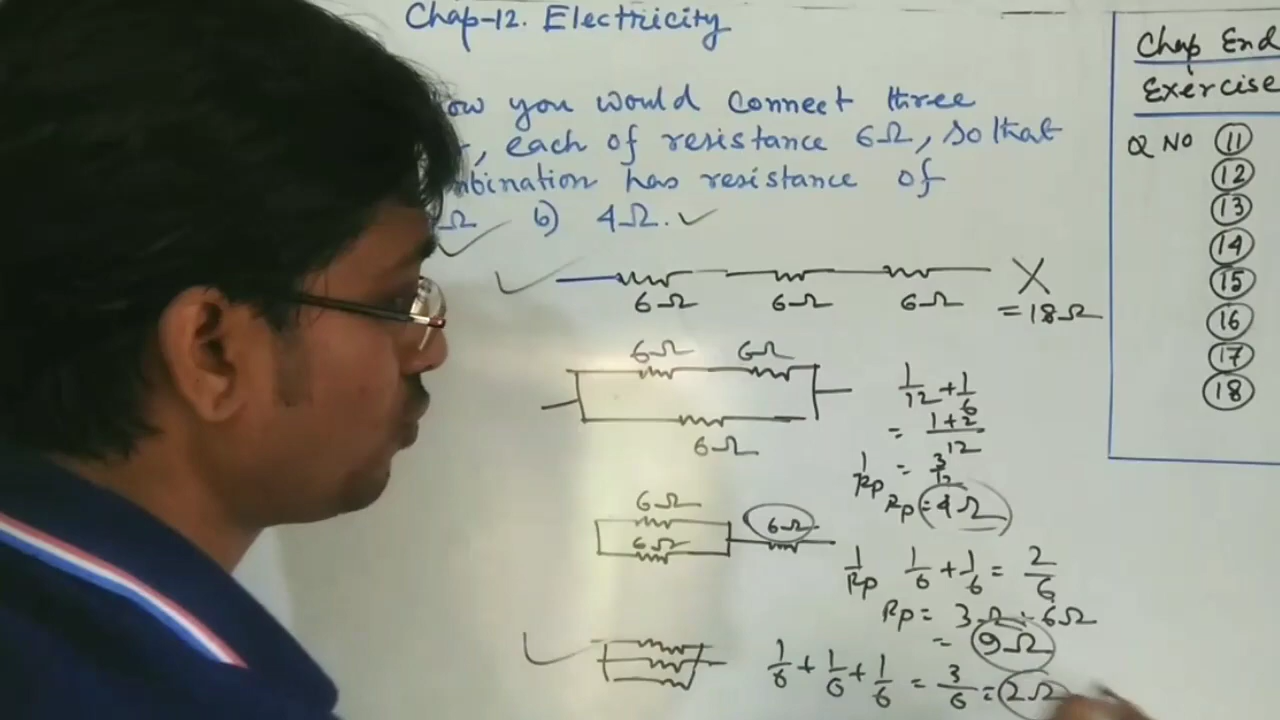 Chap-12. Electricity
ow you would connect three
, each of resistance 6Ω, so that
mbination has resistance of
Ω b) 4Ω.
6Ω 6Ω 6Ω
= 18Ω
6Ω 6Ω
6Ω
1/12 + 1/6
= 1+2/12
1/Rp = 3/12
Rp = 4Ω
6Ω
6Ω 6Ω
1/Rp 1/6 + 1/6 = 2/6
Rp = 3Ω + 6Ω
= 9Ω
1/6 + 1/6 + 1/6 = 3/6 = 2Ω
Chap End
Exercise
Q NO 11
12
13
14
15
16
17
18